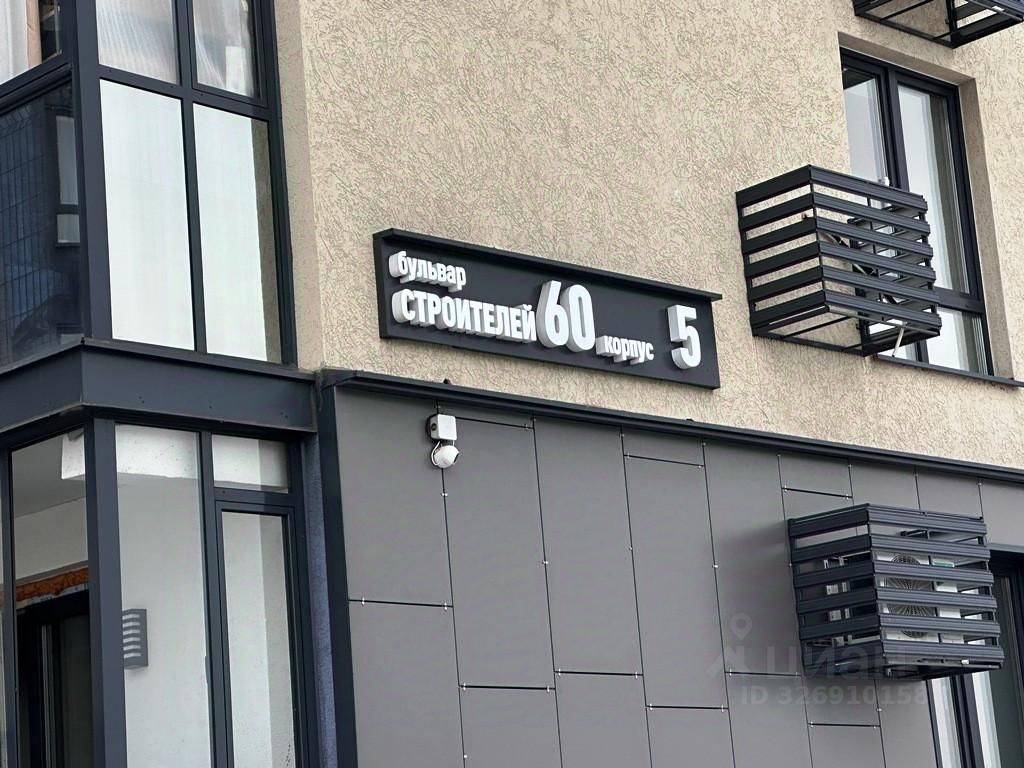 бульвар
СТРОИТЕЛЕЙ 60 корпус 5
ЦИАН
ID 326910158